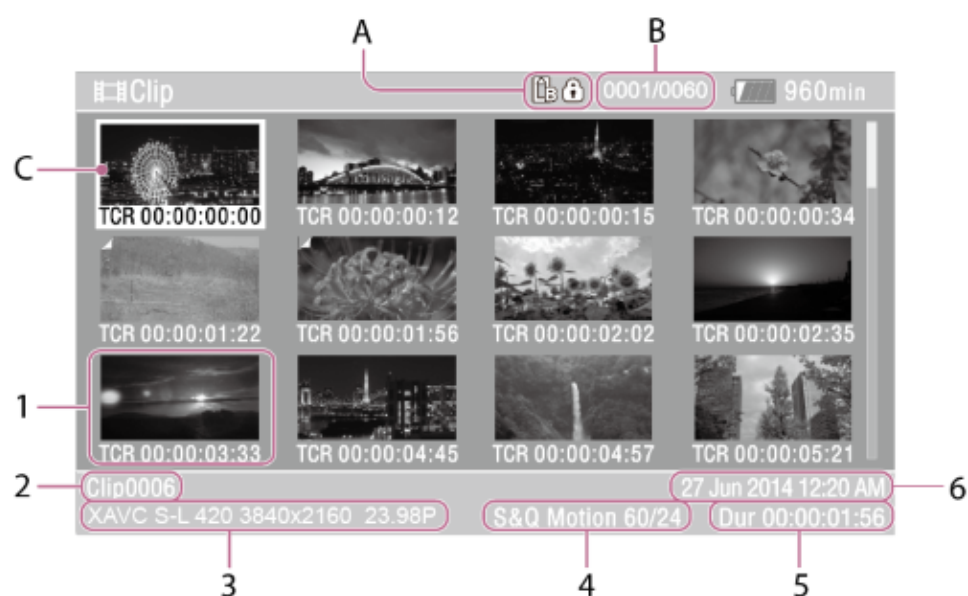 A
B
Clip B 0001/0060 960min
C
TCR 00:00:00:00 TCR 00:00:00:12 TCR 00:00:00:15 TCR 00:00:00:34
TCR 00:00:01:22 TCR 00:00:01:56 TCR 00:00:02:02 TCR 00:00:02:35
1
TCR 00:00:03:33 TCR 00:00:04:45 TCR 00:00:04:57 TCR 00:00:05:21
2 Clip0006 27 Jun 2014 12:20 AM 6
XAVC S-L 420 3840x2160 23.98P S&Q Motion 60/24 Dur 00:00:01:56
3 4 5